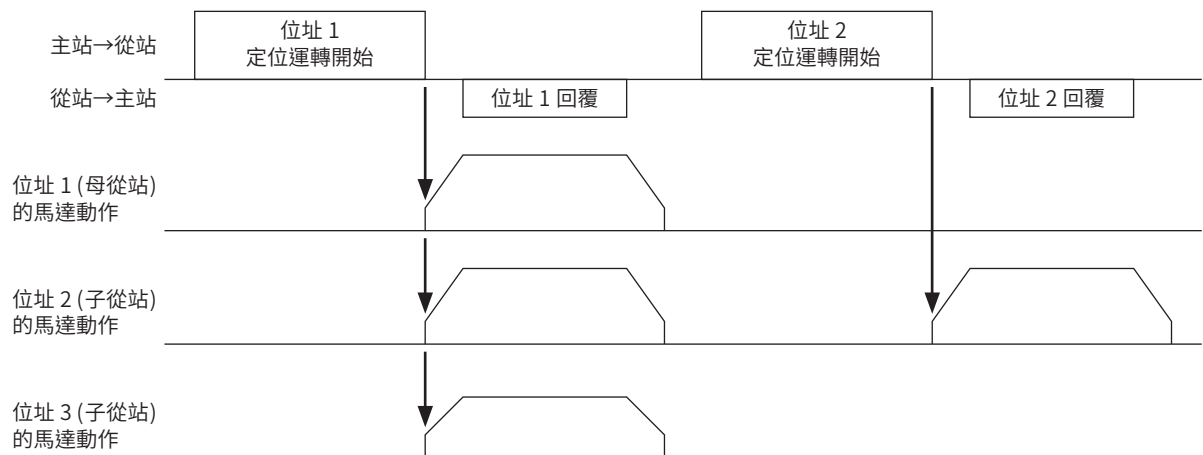 位址 1
定位運轉開始
位址 2
定位運轉開始
主站→從站
從站→主站
位址 1 回覆
位址 2 回覆
位址 1 (母從站)
的馬達動作
位址 2 (子從站)
的馬達動作
位址 3 (子從站)
的馬達動作